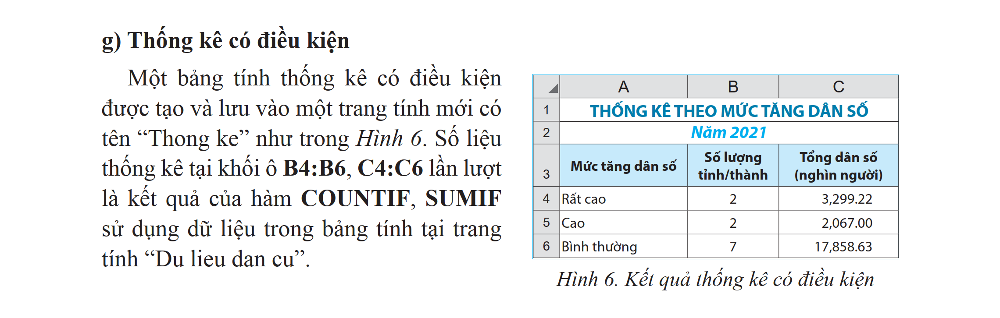 g) Thống kê có điều kiện
Một bảng tính thống kê có điều kiện
được tạo và lưu vào một trang tính mới có
tên “Thong ke” như trong Hình 6. Số liệu
thống kê tại khối ô B4:B6, C4:C6 lần lượt
là kết quả của hàm COUNTIF, SUMIF
sử dụng dữ liệu trong bảng tính tại trang
tính “Du lieu dan cu”.
A B C
1 THỐNG KÊ THEO MỨC TĂNG DÂN SỐ
2 Năm 2021
3 Mức tăng dân số Số lượng tỉnh/thành Tổng dân số (nghìn người)
4 Rất cao 2 3,299.22
5 Cao 2 2,067.00
6 Bình thường 7 17,858.63
Hình 6. Kết quả thống kê có điều kiện